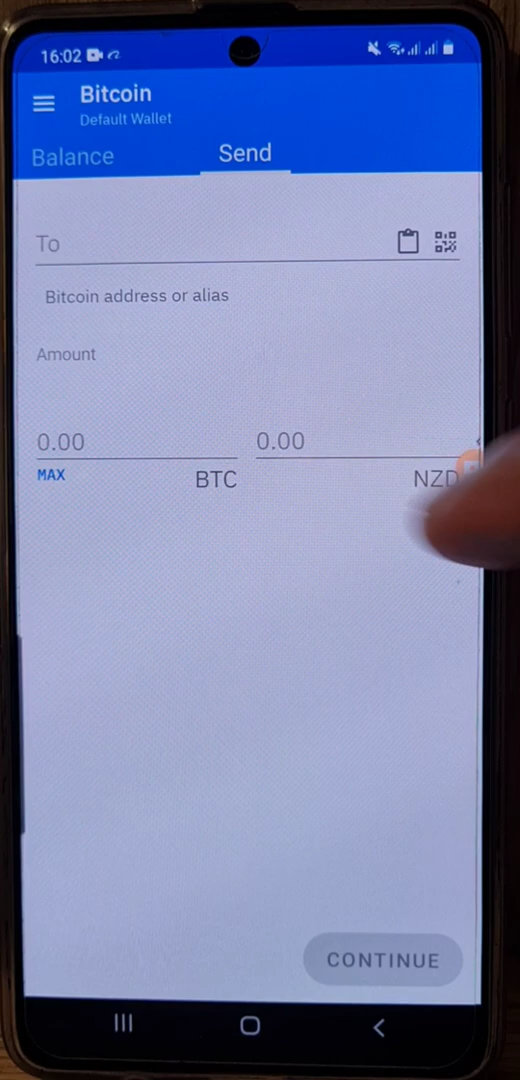 16:02
Bitcoin
Default Wallet
Balance Send
To
Bitcoin address or alias
Amount
0.00 0.00
MAX BTC NZD
CONTINUE